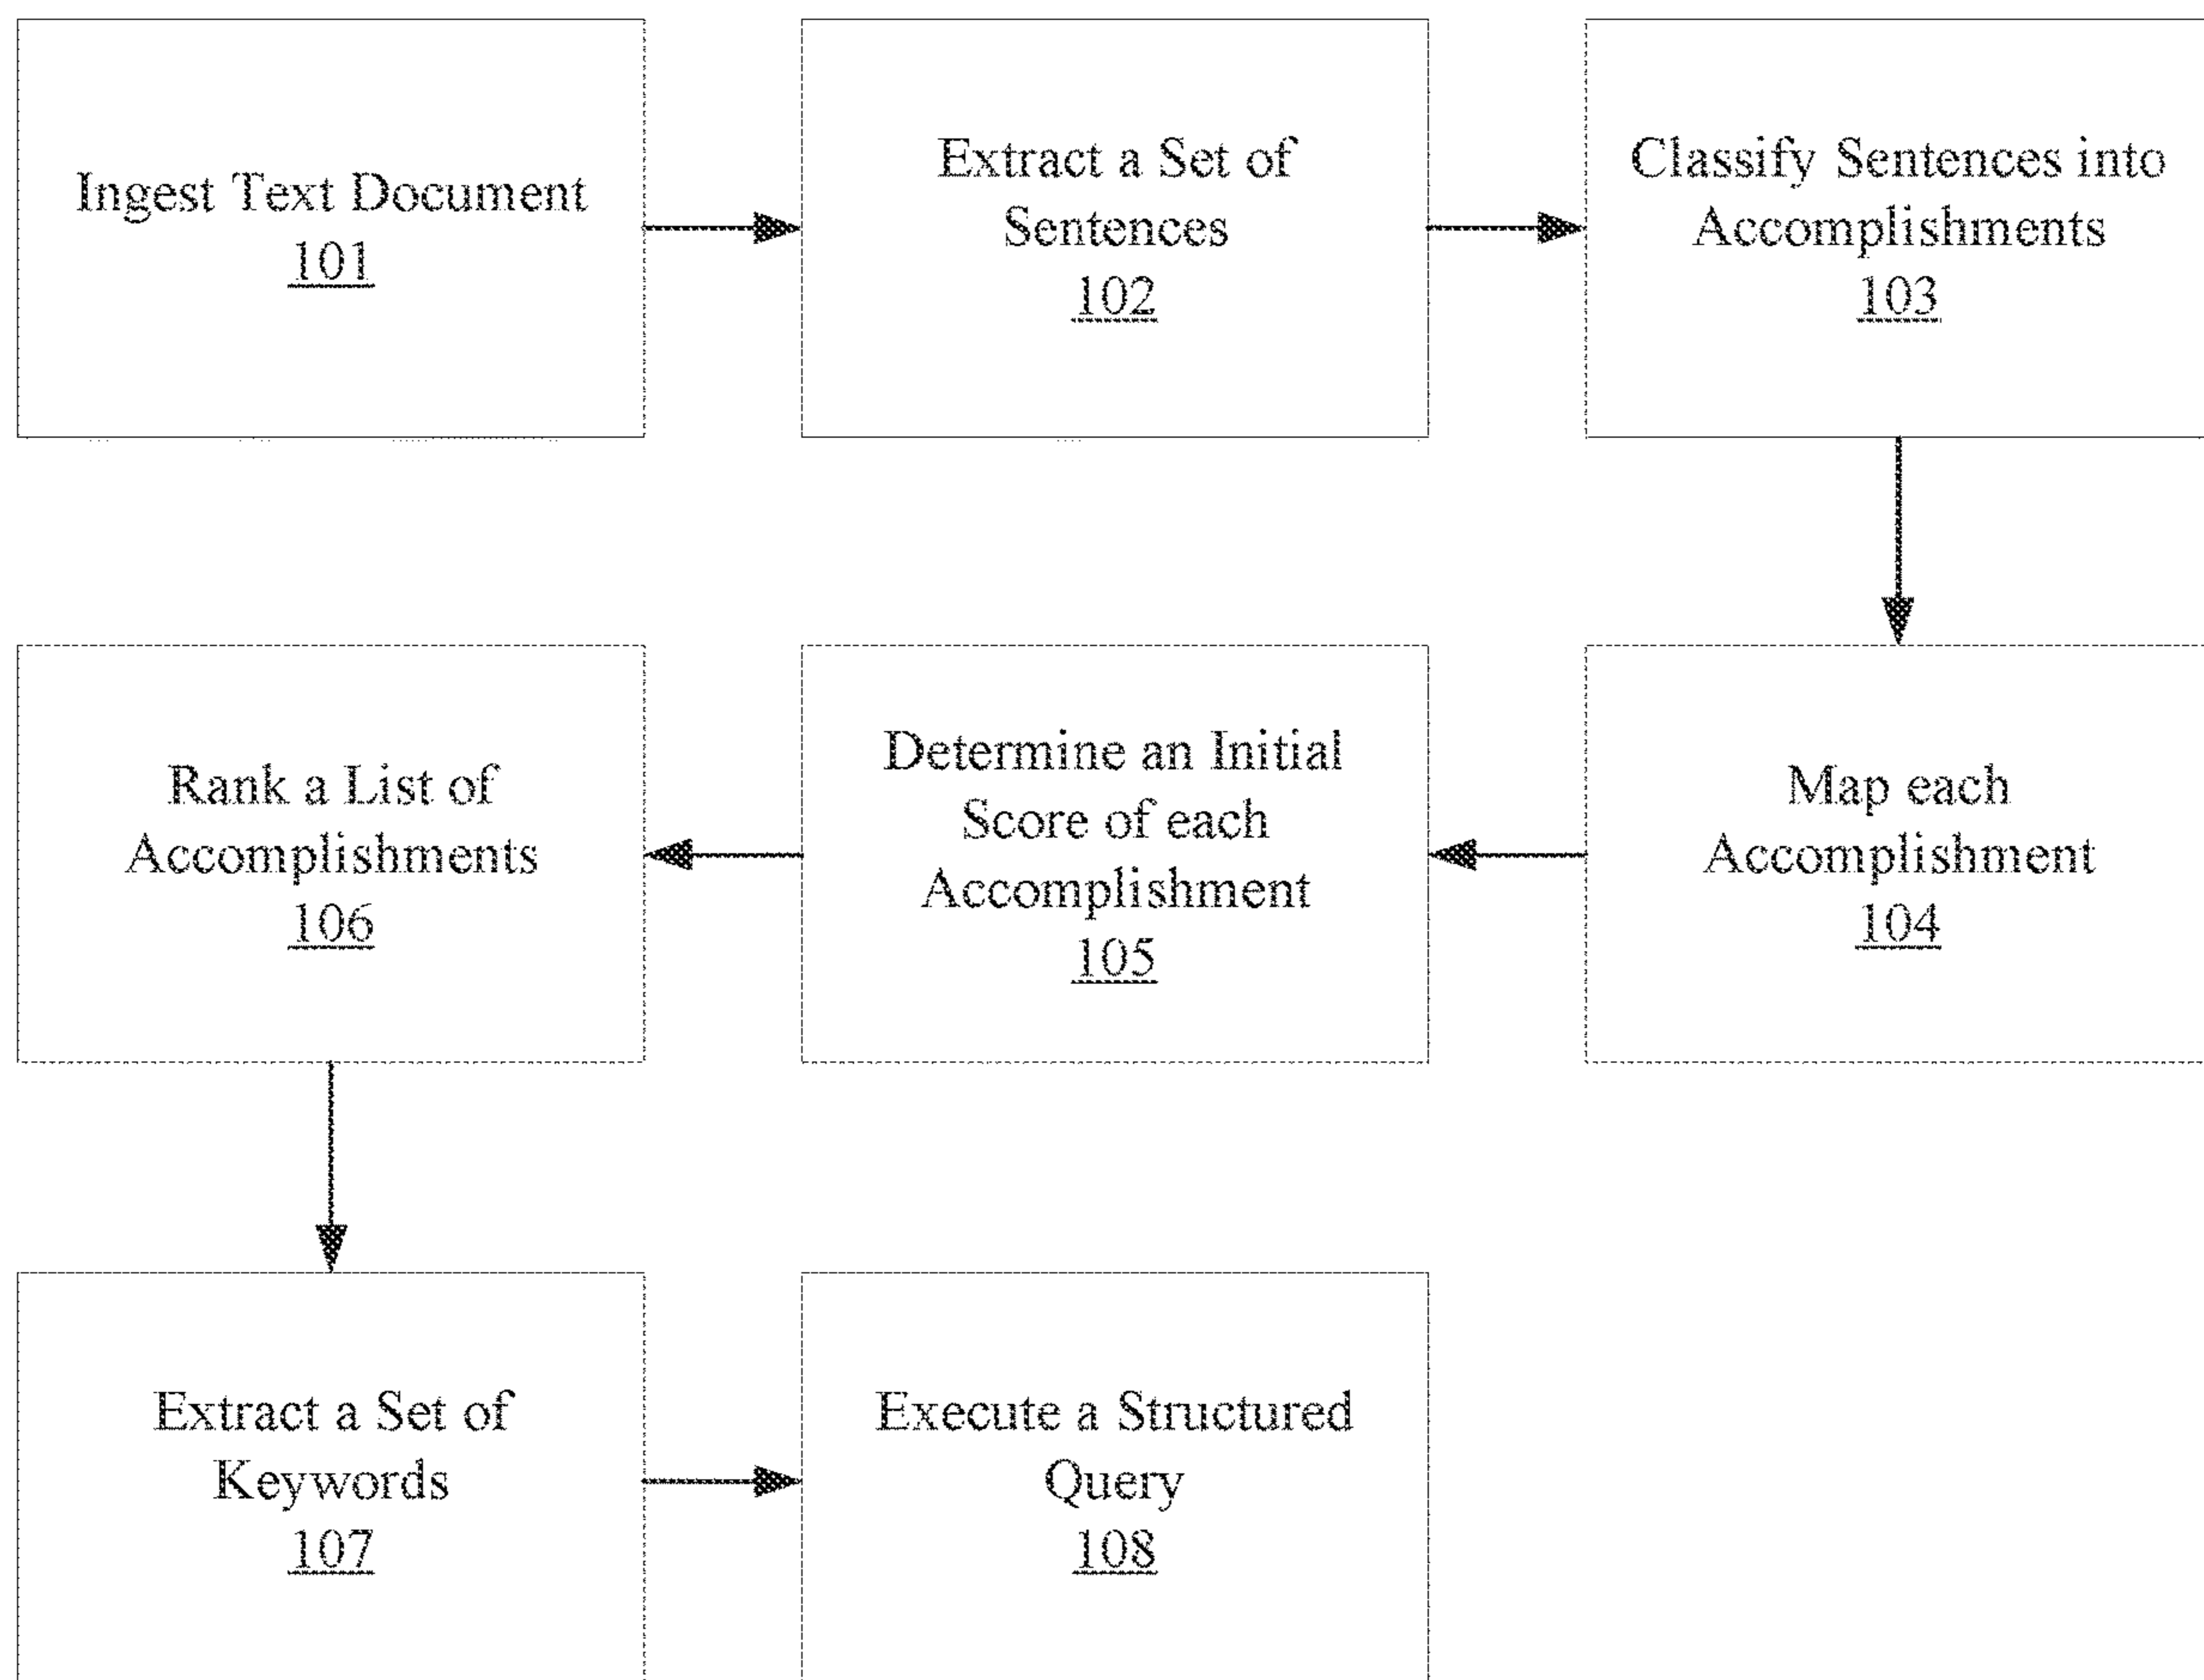 Ingest Text Document
101
Extract a Set of
Sentences
102
Classify Sentences into
Accomplishments
103
Rank a List of
Accomplishments
106
Determine an Initial
Score of each
Accomplishment
105
Map each
Accomplishment
104
Extract a Set of
Keywords
107
Execute a Structured
Query
108